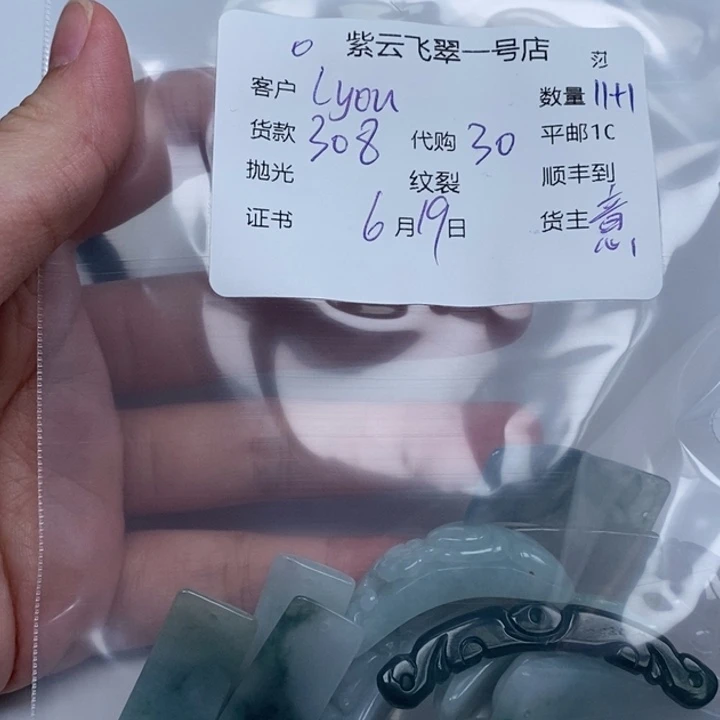 紫云飞翠一号店
客户 Lyou 数量 11+1
货款 308 代购 30 平邮1C
抛光 纹裂 顺丰到
证书 6月19日 货主 意